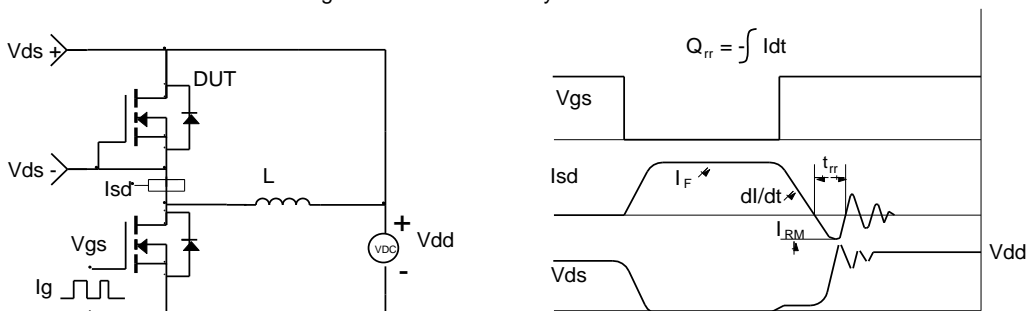 Vds +
DUT
Vds -
Isd
L
Vgs
Ig
+
VDC
-
Vdd
Qrr = -∫ Idt
Vgs
Isd
IF
dI/dt
trr
IRM
Vdd
Vds